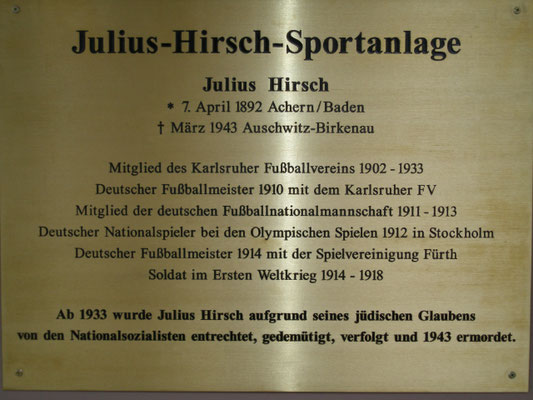 Julius-Hirsch-Sportanlage
Julius Hirsch
* 7. April 1892 Achern/Baden
† März 1943 Auschwitz-Birkenau
Mitglied des Karlsruher Fußballvereins 1902 - 1933
Deutscher Fußballmeister 1910 mit dem Karlsruher FV
Mitglied der deutschen Fußballnationalmannschaft 1911 - 1913
Deutscher Nationalspieler bei den Olympischen Spielen 1912 in Stockholm
Deutscher Fußballmeister 1914 mit der Spielvereinigung Fürth
Soldat im Ersten Weltkrieg 1914 - 1918
Ab 1933 wurde Julius Hirsch aufgrund seines jüdischen Glaubens
von den Nationalsozialisten entrechtet, gedemütigt, verfolgt und 1943 ermordet.